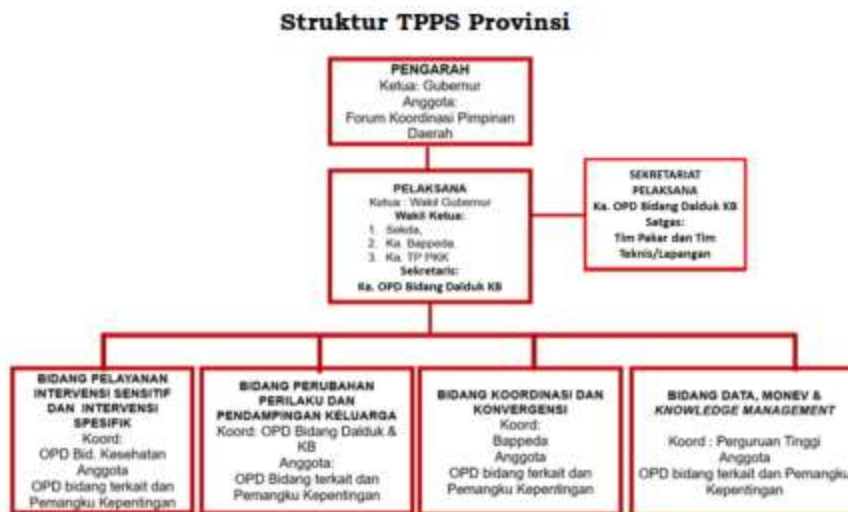 Struktur TPPS Provinsi
PENGARAH
Ketua: Gubernur
Anggota:
Forum Koordinasi Pimpinan
Daerah
PELAKSANA
Ketua : Wakil Gubernur
Wakil Ketua:
1. Sekda,
2. Ka. Bappeda
3. Ka. TP PKK
Sekretaris:
Ka. OPD Bidang Dalduk KB
SEKRETARIAT
PELAKSANA
Ka. OPD Bidang Dalduk KB
Satgas:
Tim Pakar dan Tim
Teknis/Lapangan
BIDANG PELAYANAN
INTERVENSI SENSITIF
DAN INTERVENSI
SPESIFIK
Koord:
OPD Bid. Kesehatan
Anggota
OPD bidang terkait dan
Pemangku Kepentingan
BIDANG PERUBAHAN
PERILAKU DAN
PENDAMPINGAN KELUARGA
Koord: OPD Bidang Dalduk &
KB
Anggota:
OPD Bidang terkait dan
Pemangku Kepentingan
BIDANG KOORDINASI DAN
KONVERGENSI
Koord:
Bappeda
Anggota
OPD bidang terkait dan
Pemangku Kepentingan
BIDANG DATA, MONEV &
KNOWLEDGE MANAGEMENT
Koord : Perguruan Tinggi
Anggota
OPD bidang terkait dan Pemangku
Kepentingan